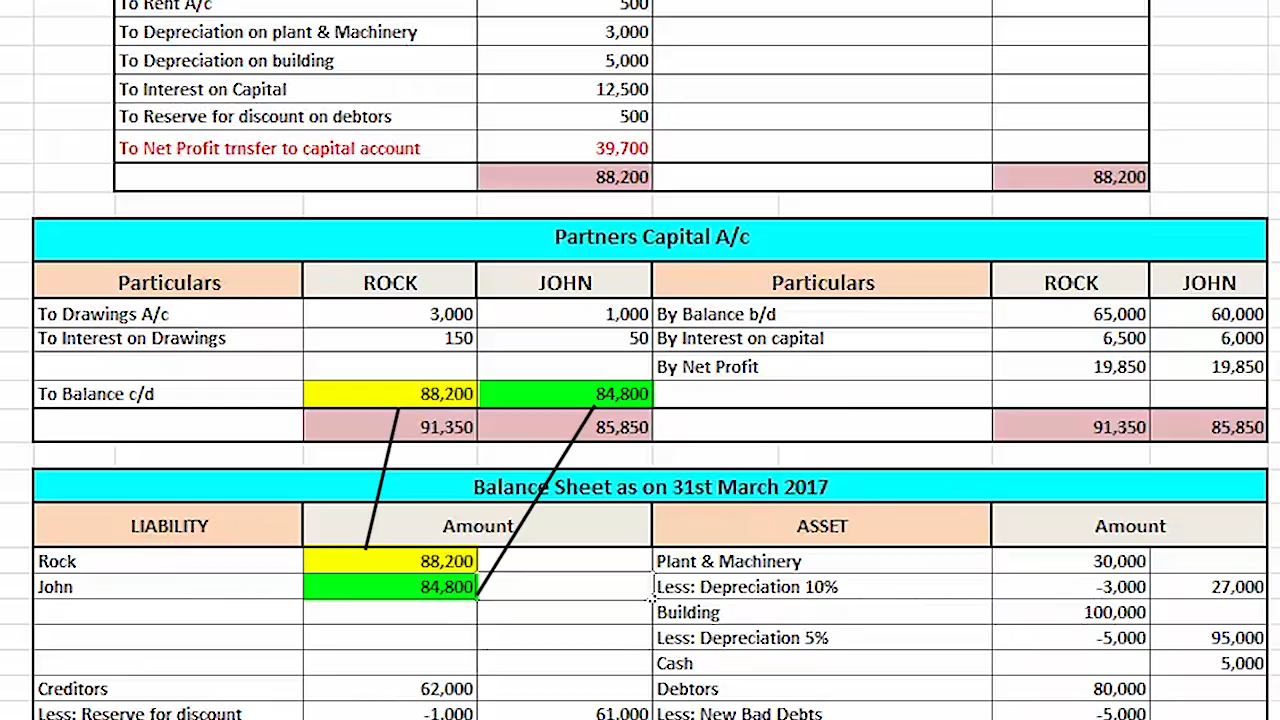 To Rent A/c 500
To Depreciation on plant & Machinery 3,000
To Depreciation on building 5,000
To Interest on Capital 12,500
To Reserve for discount on debtors 500
To Net Profit trnsfer to capital account 39,700
88,200 88,200
Partners Capital A/c
Particulars ROCK JOHN Particulars ROCK JOHN
To Drawings A/c 3,000 1,000 By Balance b/d 65,000 60,000
To Interest on Drawings 150 50 By Interest on capital 6,500 6,000
By Net Profit 19,850 19,850
To Balance c/d 88,200 84,800
91,350 85,850 91,350 85,850
Balance Sheet as on 31st March 2017
LIABILITY Amount ASSET Amount
Rock 88,200 Plant & Machinery 30,000
John 84,800 Less: Depreciation 10% -3,000 27,000
Building 100,000
Less: Depreciation 5% -5,000 95,000
Cash 5,000
Creditors 62,000 Debtors 80,000
Less: Reserve for discount -1,000 61,000 Less: New Bad Debts -5,000